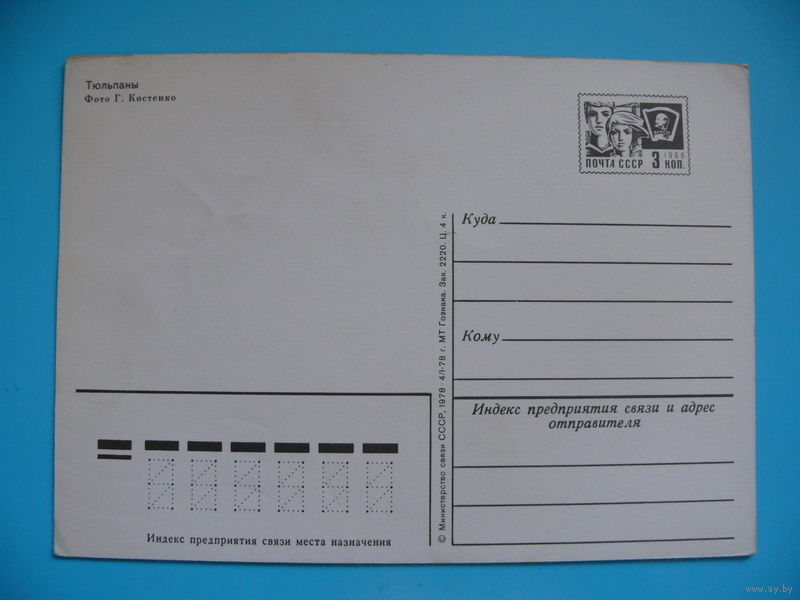 Тюльпаны
Фото Г. Костенко
1966
ПОЧТА СССР 3 КОП.
Куда
Кому
Индекс предприятия связи и адрес
отправителя
© Министерство связи СССР, 1978 4/I-78 г. МТ Гознака. Зак. 2220. Ц. 4 к.
Индекс предприятия связи места назначения
www.ay.by